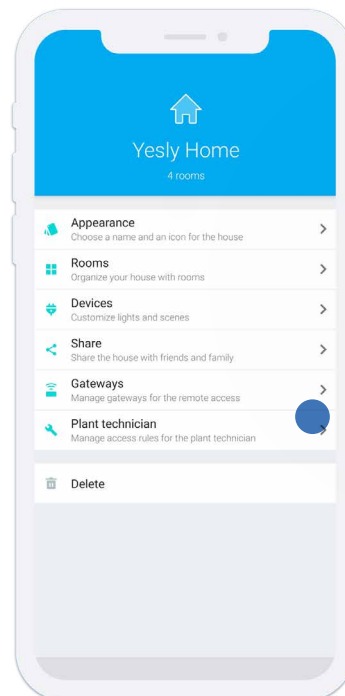 Yesly Home
4 rooms
Appearance
Choose a name and an icon for the house
Rooms
Organize your house with rooms
Devices
Customize lights and scenes
Share
Share the house with friends and family
Gateways
Manage gateways for the remote access
Plant technician
Manage access rules for the plant technician
Delete